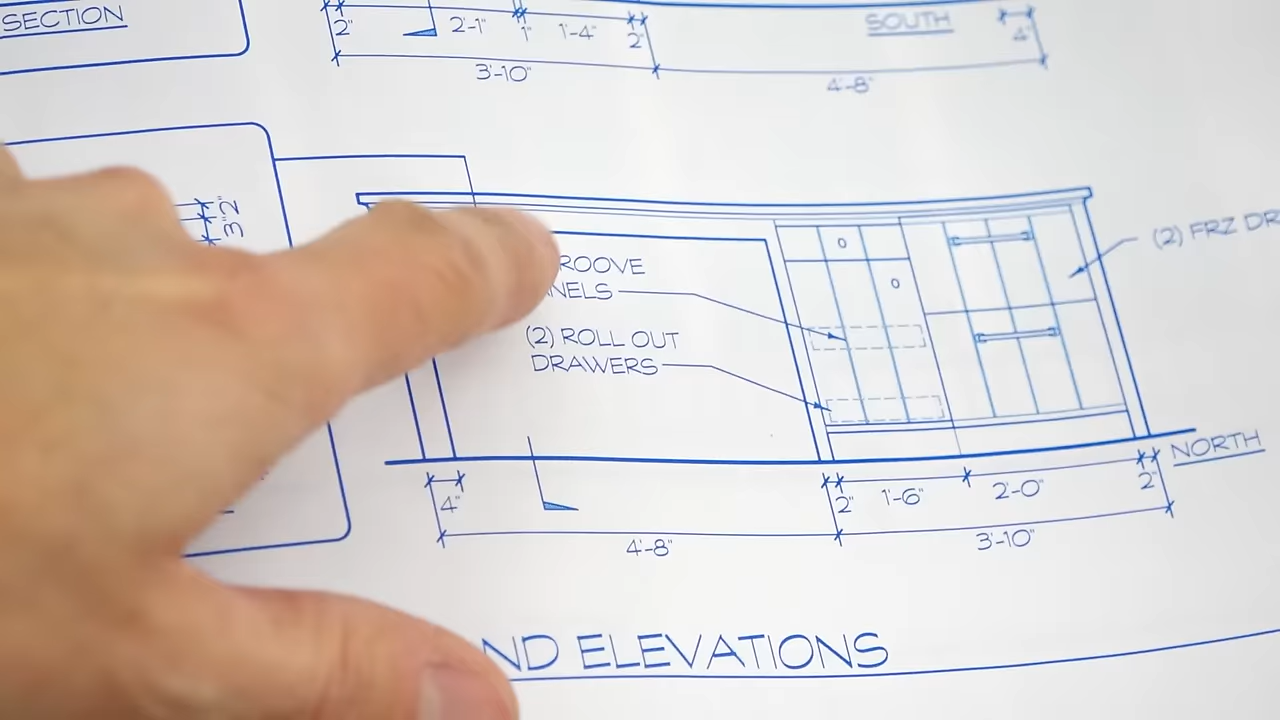 SECTION
2" 2'-1" 1" 1'-4" 2"
3'-10"
SOUTH
4"
4'-8"
3" 2"
(2) FRZ DR
ROOVE
NELS
(2) ROLL OUT
DRAWERS
NORTH
4"
2" 1'-6" 2'-0" 2"
4'-8"
3'-10"
ND ELEVATIONS